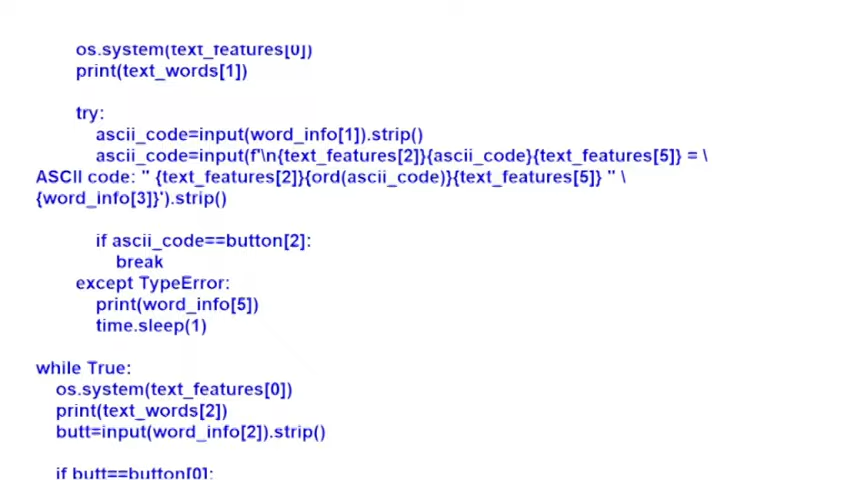 os.system(text_features[0])
print(text_words[1])
try:
ascii_code=input(word_info[1]).strip()
ascii_code=input(f'\n{text_features[2]}{ascii_code}{text_features[5]} = \
ASCII code: " {text_features[2]}{ord(ascii_code)}{text_features[5]} " \
{word_info[3]}').strip()
if ascii_code==button[2]:
break
except TypeError:
print(word_info[5])
time.sleep(1)
while True:
os.system(text_features[0])
print(text_words[2])
butt=input(word_info[2]).strip()
if butt==button[0]: